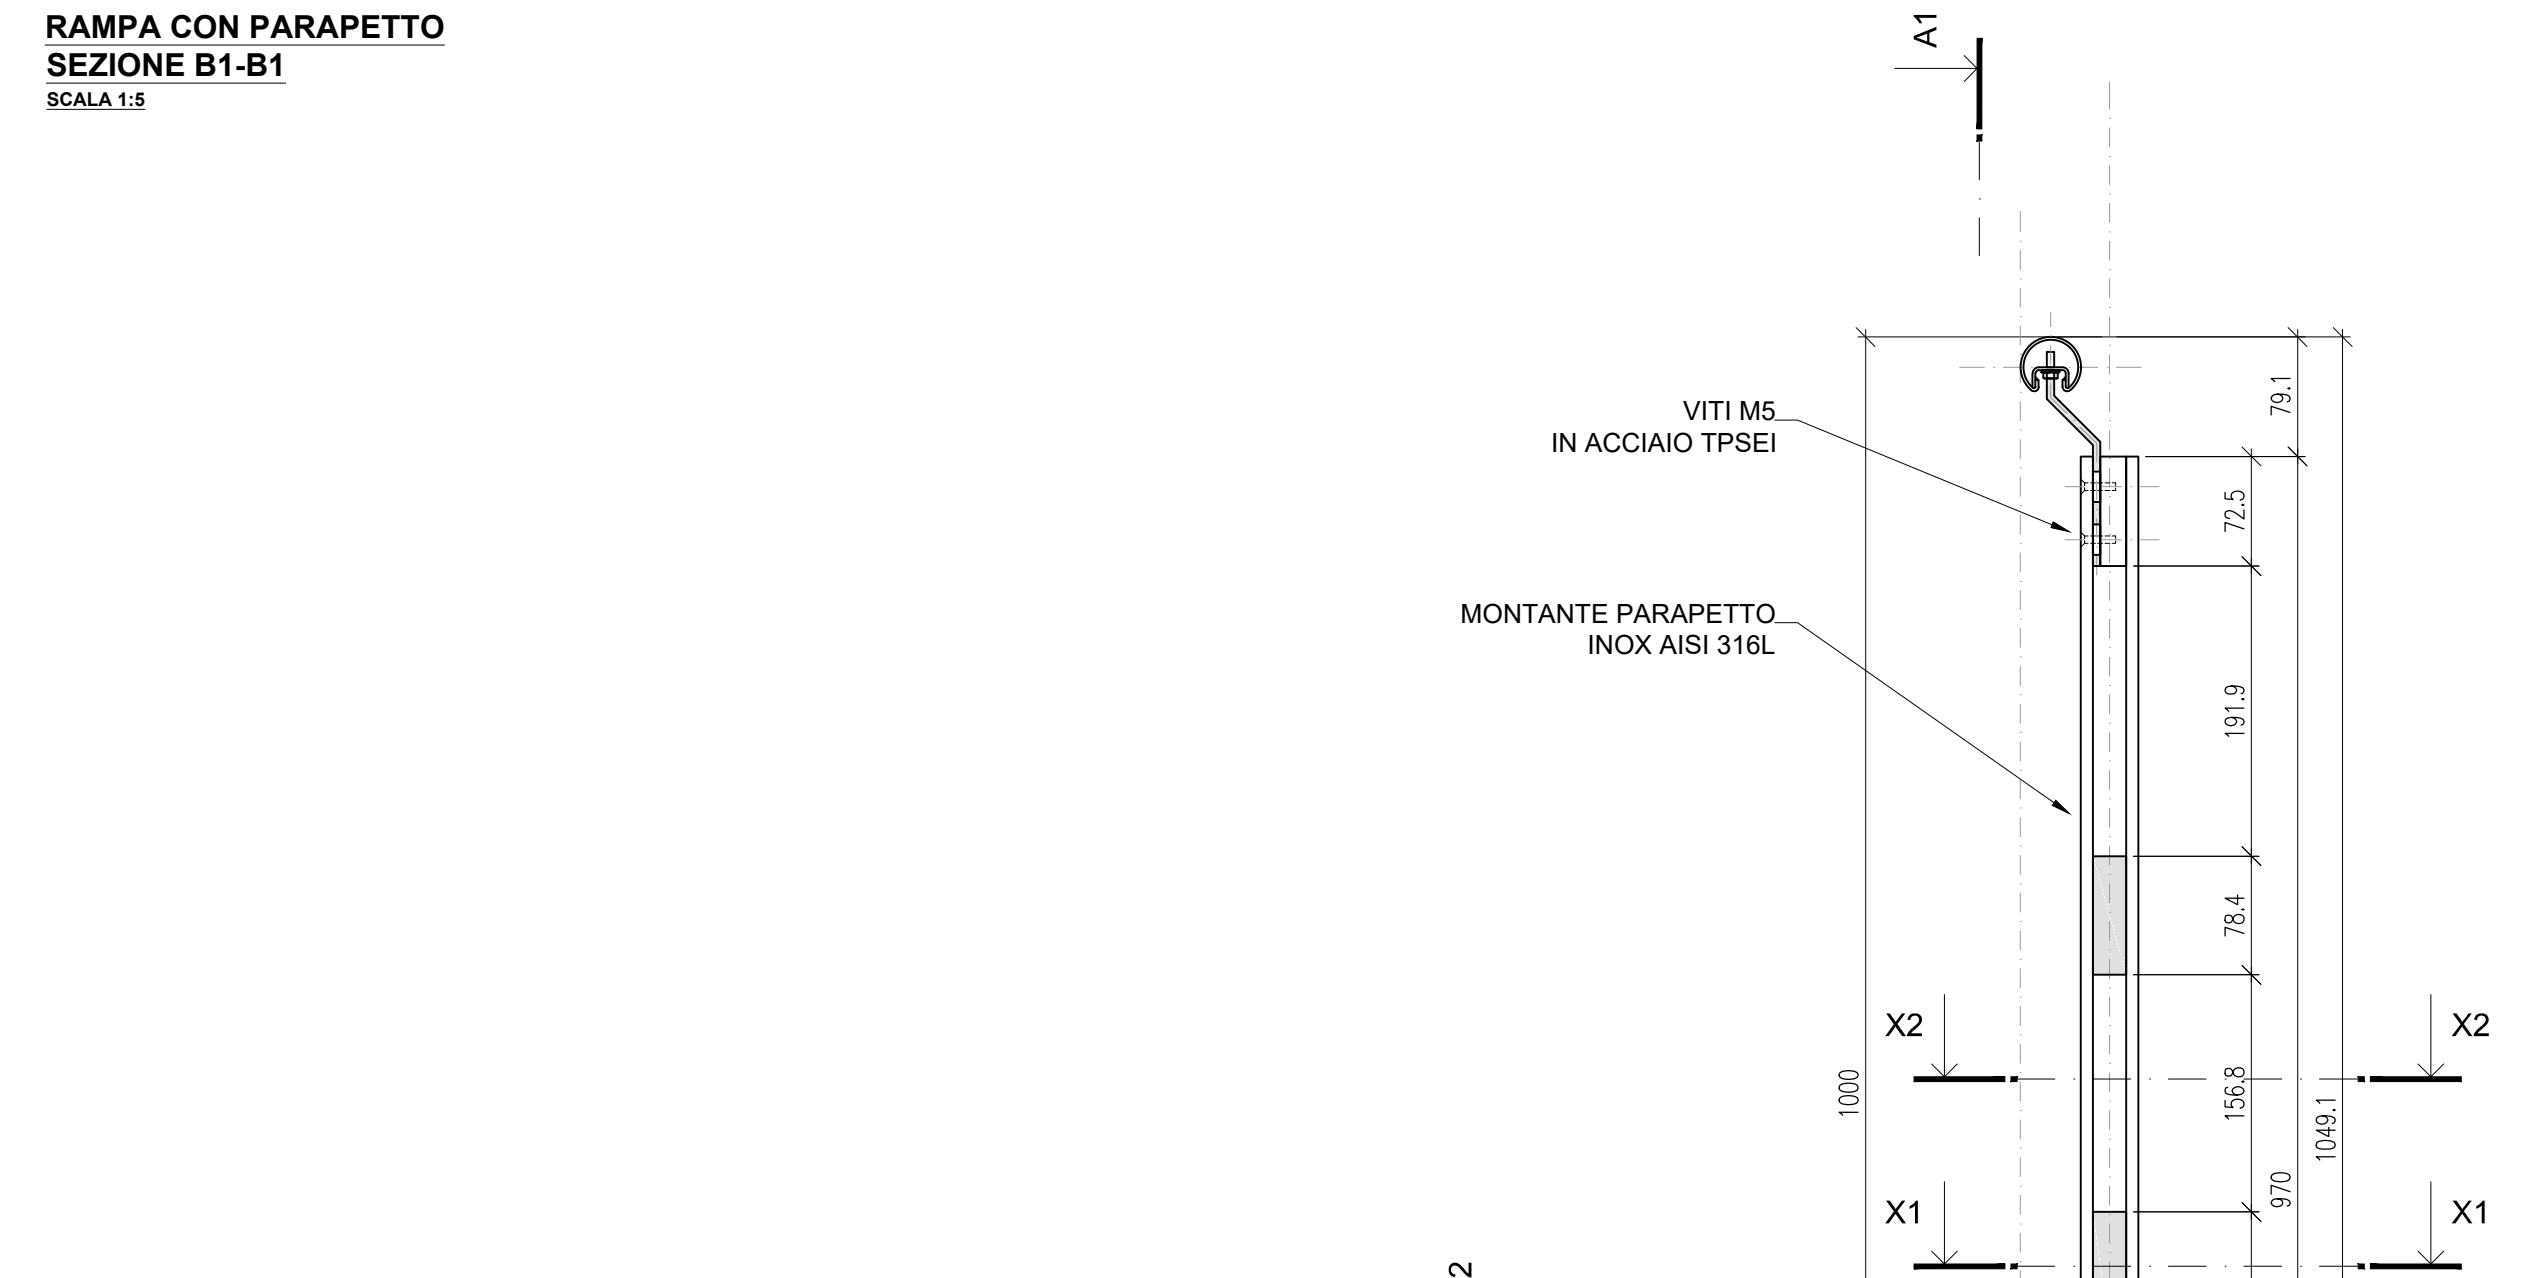 RAMPA CON PARAPETTO
SEZIONE B1-B1
SCALA 1:5
A1
79.1
VITI M5
IN ACCIAIO TPSEI
72.5
MONTANTE PARAPETTO
INOX AISI 316L
191.9
78.4
X2
X2
1000
156.8
1049.1
970
X1
X1
2